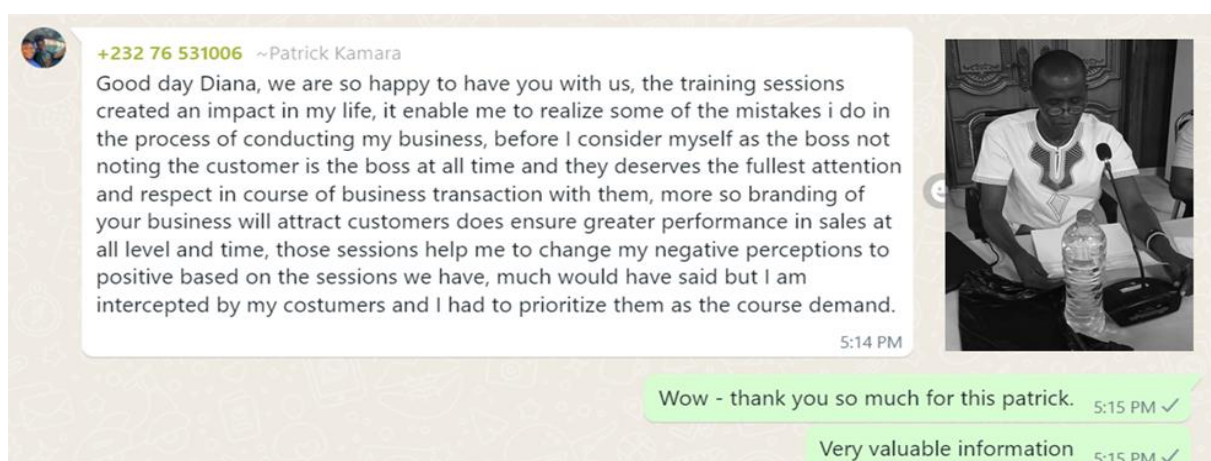 +232 76 531006 ~Patrick Kamara
Good day Diana, we are so happy to have you with us, the training sessions
created an impact in my life, it enable me to realize some of the mistakes i do in
the process of conducting my business, before I consider myself as the boss not
noting the customer is the boss at all time and they deserves the fullest attention
and respect in course of business transaction with them, more so branding of
your business will attract customers does ensure greater performance in sales at
all level and time, those sessions help me to change my negative perceptions to
positive based on the sessions we have, much would have said but I am
intercepted by my costumers and I had to prioritize them as the course demand.
5:14 PM
Wow - thank you so much for this patrick. 5:15 PM
Very valuable information 5:15 PM